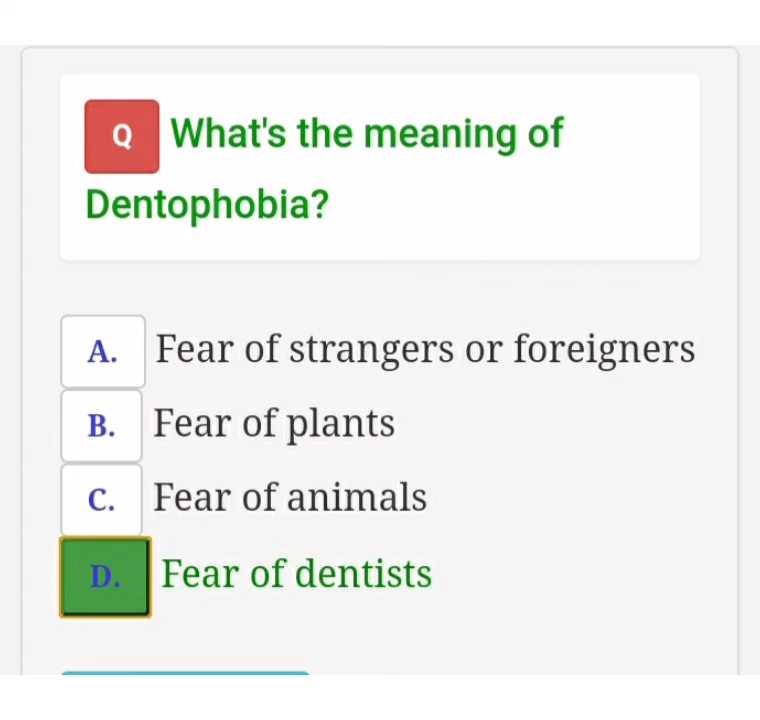 Q What's the meaning of
Dentophobia?
A. Fear of strangers or foreigners
B. Fear of plants
C. Fear of animals
D. Fear of dentists